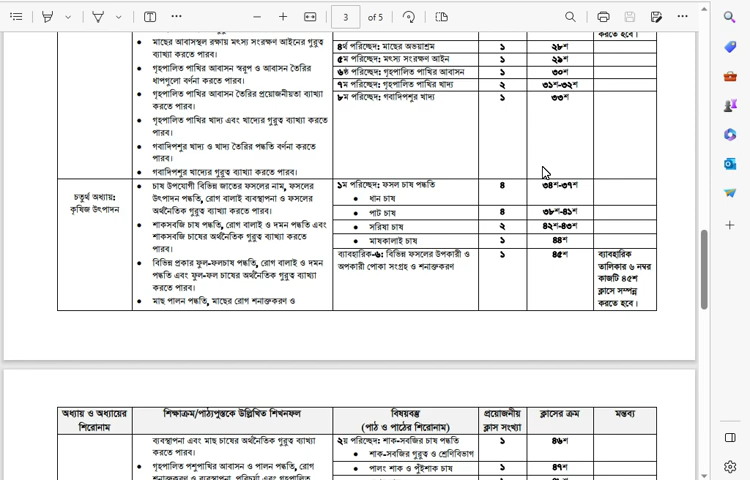 3 of 5
করতে হবে।
মাছের আবাসস্থল রক্ষায় মৎস্য সংরক্ষণ আইনের গুরুত্ব
ব্যাখ্যা করতে পারব।
গৃহপালিত পাখির আবাসন স্বরূপ ও আবাসন তৈরির
ধাপগুলো বর্ণনা করতে পারব।
গৃহপালিত পাখির আবাসন তৈরির প্রয়োজনীয়তা ব্যাখ্যা
করতে পারব।
গৃহপালিত পাখির খাদ্য এবং খাদ্যের গুরুত্ব ব্যাখ্যা করতে
পারব।
গবাদিপশুর খাদ্য ও খাদ্য তৈরির পদ্ধতি বর্ণনা করতে
পারব।
গবাদিপশুর খাদ্যের গুরুত্ব ব্যাখ্যা করতে পারব।
৪র্থ পরিচ্ছেদ: মাছের অভয়াশ্রম ১ ২৮শ
৫ম পরিচ্ছেদ: মৎস্য সংরক্ষণ আইন ১ ২৯শ
৬ষ্ঠ পরিচ্ছেদ: গৃহপালিত পাখির আবাসন ১ ৩০শ
৭ম পরিচ্ছেদ: গৃহপালিত পাখির খাদ্য ২ ৩১শ-৩২শ
৮ম পরিচ্ছেদ: গবাদিপশুর খাদ্য ১ ৩৩শ
চতুর্থ অধ্যায়:
কৃষিজ উৎপাদন
চাষ উপযোগী বিভিন্ন জাতের ফসলের নাম, ফসলের
উৎপাদন পদ্ধতি, রোগ বালাই ব্যবস্থাপনা ও ফসলের
অর্থনৈতিক গুরুত্ব ব্যাখ্যা করতে পারব।
শাকসবজি চাষ পদ্ধতি, রোগ বালাই ও দমন পদ্ধতি এবং
শাকসবজি চাষের অর্থনৈতিক গুরুত্ব ব্যাখ্যা করতে
পারব।
বিভিন্ন প্রকার ফুল-ফলচাষ পদ্ধতি, রোগ বালাই ও দমন
পদ্ধতি এবং ফুল-ফল চাষের অর্থনৈতিক গুরুত্ব ব্যাখ্যা
করতে পারব।
মাছ পালন পদ্ধতি, মাছের রোগ শনাক্তকরণ ও
১ম পরিচ্ছেদ: ফসল চাষ পদ্ধতি ৪ ৩৪শ-৩৭শ
ধান চাষ
পাট চাষ ৪ ৩৮শ-৪১শ
সরিষা চাষ ২ ৪২শ-৪৩শ
মাষকালাই চাষ ১ ৪৪শ
ব্যাবহারিক-৬: বিভিন্ন ফসলের উপকারী ও ১ ৪৫শ
অপকারী পোকা সংগ্রহ ও শনাক্তকরণ
ব্যাবহারিক
তালিকার ৬ নম্বর
কাজটি ৪৫শ
ক্লাসে সম্পন্ন
করতে হবে।
অধ্যায় ও অধ্যায়ের
শিরোনাম
শিক্ষাক্রম/পাঠ্যপুস্তকে উল্লিখিত শিখনফল
বিষয়বস্তু
(পাঠ ও পাঠের শিরোনাম)
প্রয়োজনীয়
ক্লাস সংখ্যা
ক্লাসের ক্রম
মন্তব্য
ব্যবস্থাপনা এবং মাছ চাষের অর্থনৈতিক গুরুত্ব ব্যাখ্যা
করতে পারব।
গৃহপালিত পশুপাখির আবাসন ও পালন পদ্ধতি, রোগ
২য় পরিচ্ছেদ: শাক-সবজির চাষ পদ্ধতি ১ ৪৬শ
শাক-সবজির গুরুত্ব ও শ্রেণিবিভাগ
পালং শাক ও পুঁইশাক চাষ ১ ৪৭শ